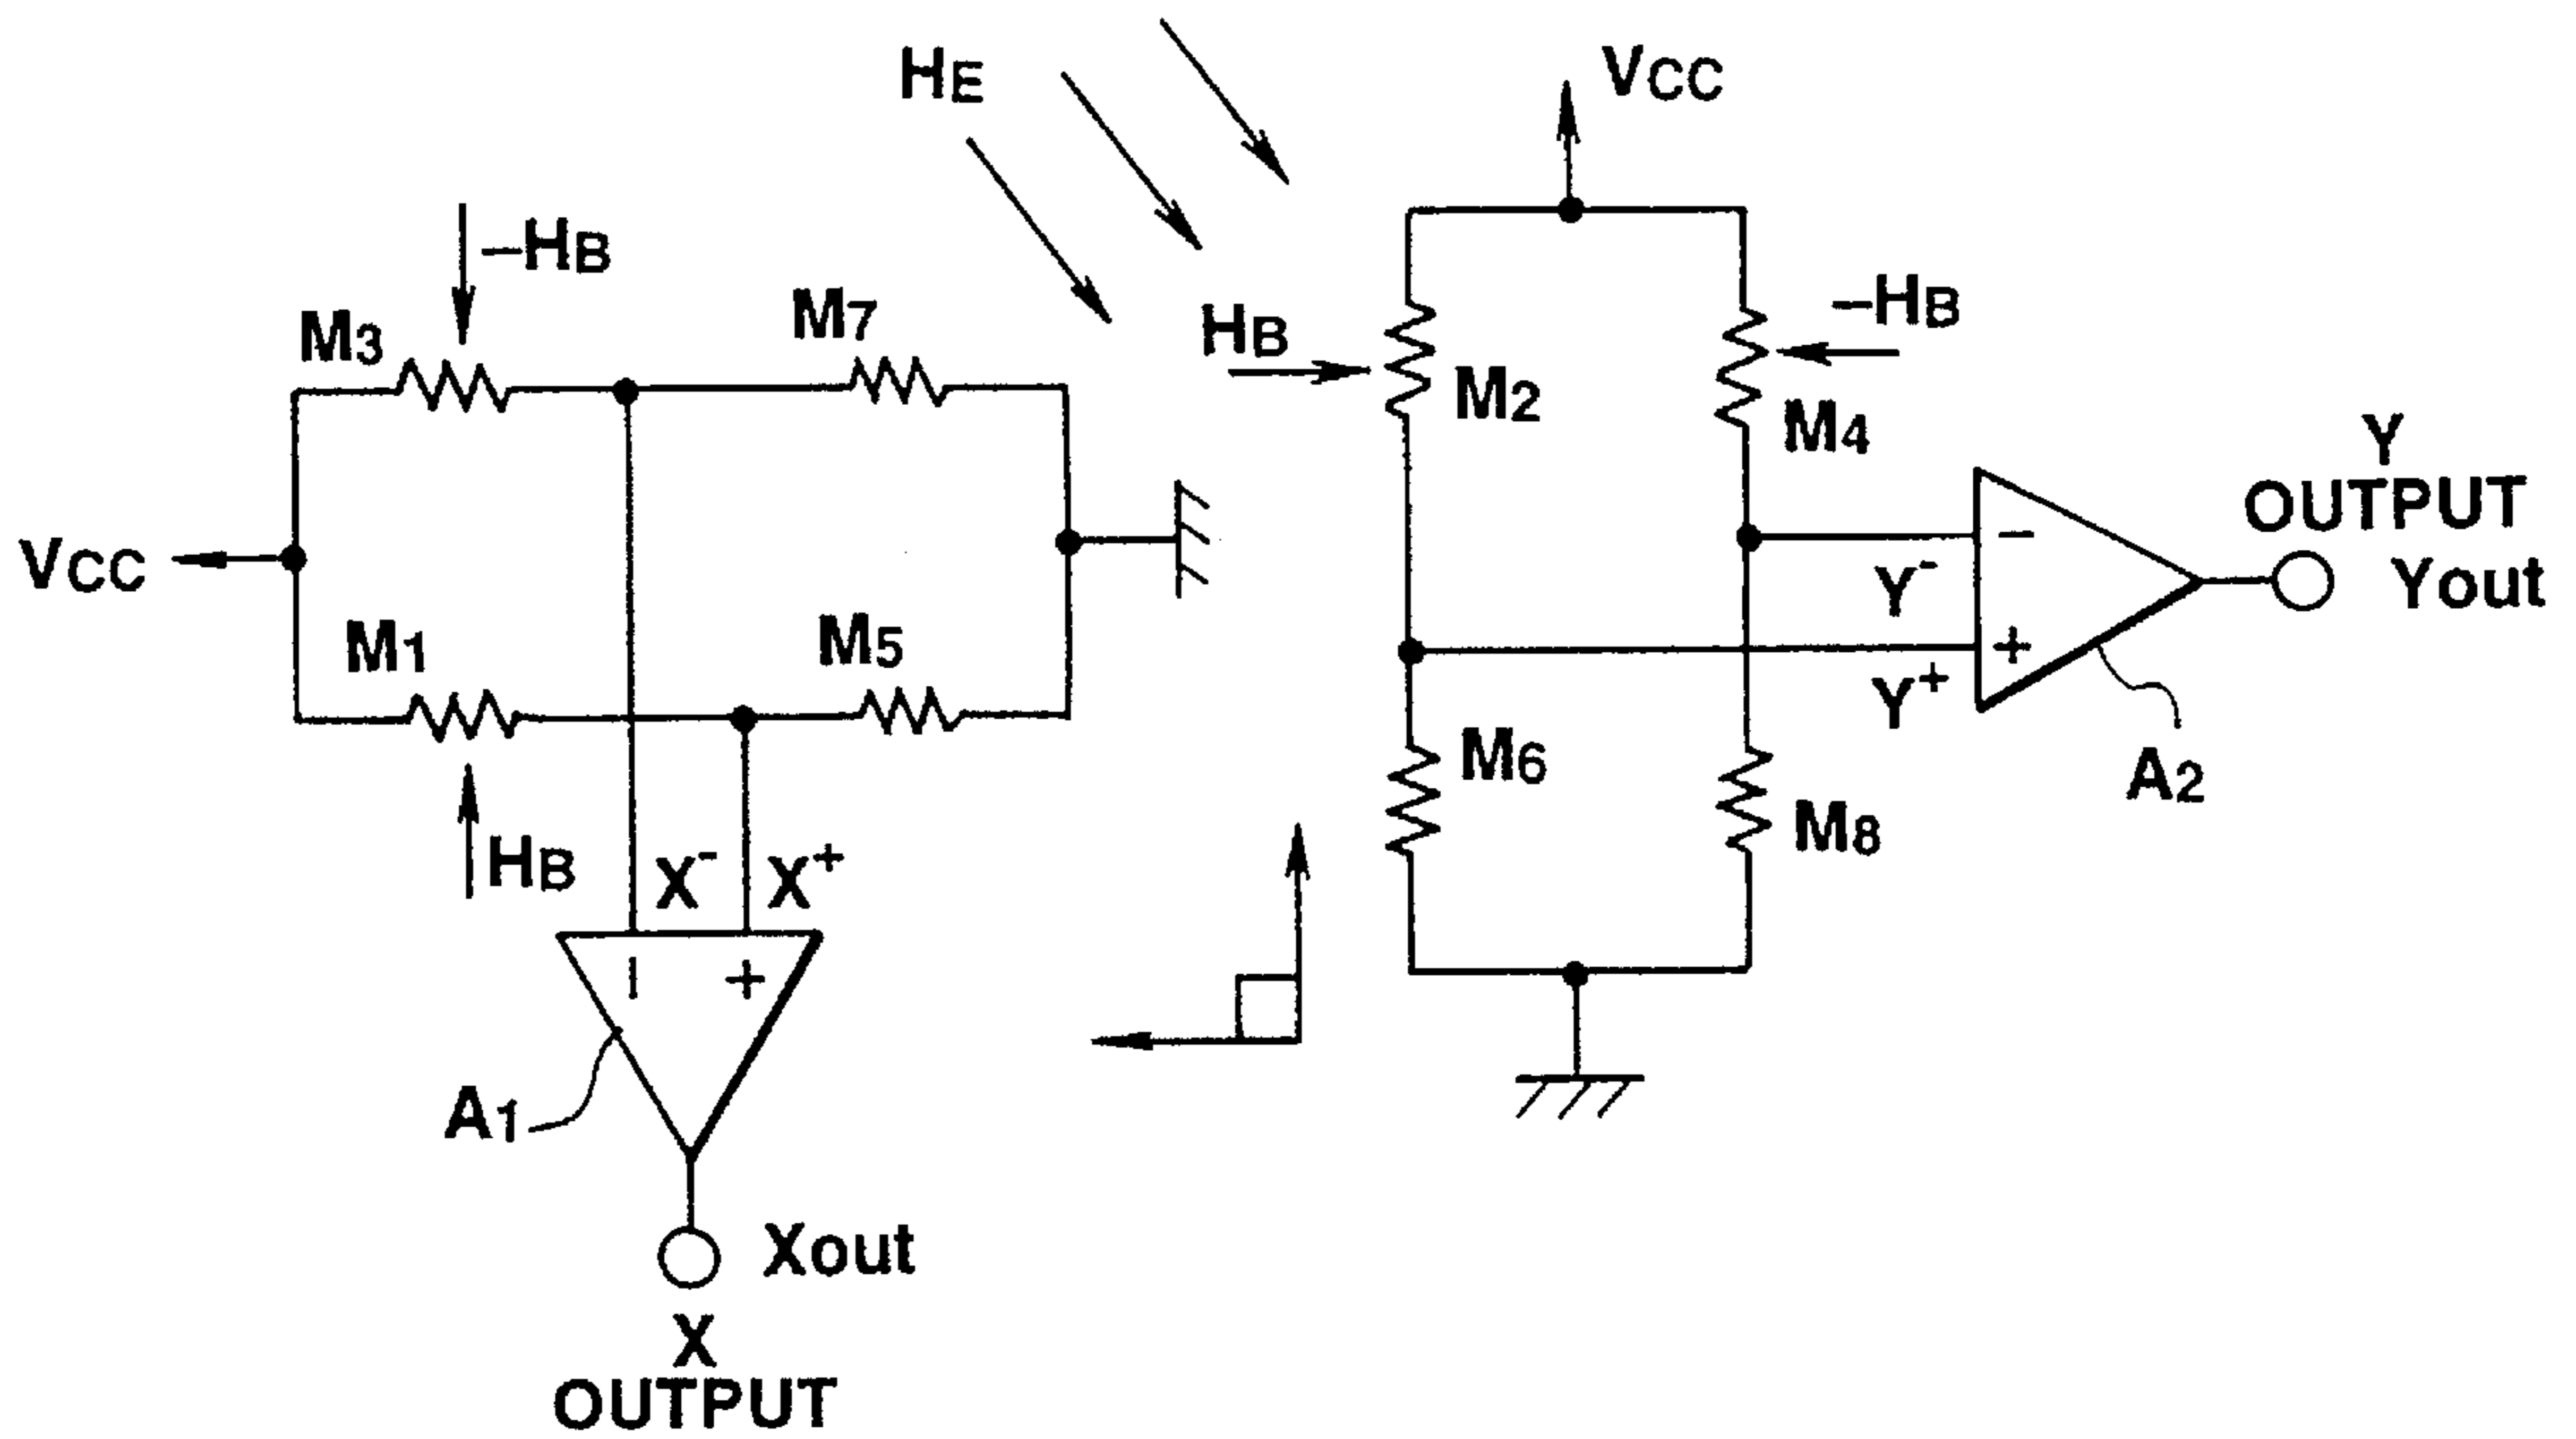 HE
VCC
–HB
M3
M7
HB
M2
–HB
M4
Y
OUTPUT
Yout
VCC
M1
M5
Y-
–
+
Y+
M6
A2
M8
HB
X-
X+
–
+
A1
Xout
X
OUTPUT